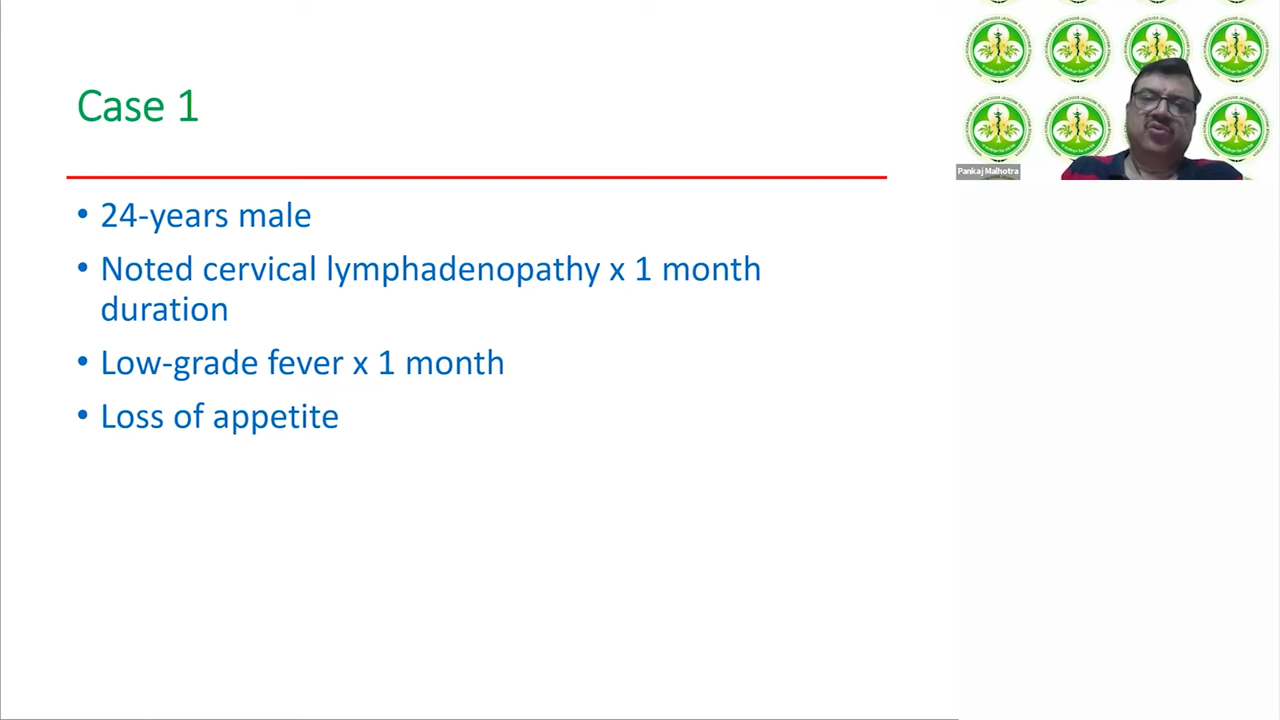 Case 1
• 24-years male
• Noted cervical lymphadenopathy x 1 month
duration
• Low-grade fever x 1 month
• Loss of appetite
Pankaj Malhotra